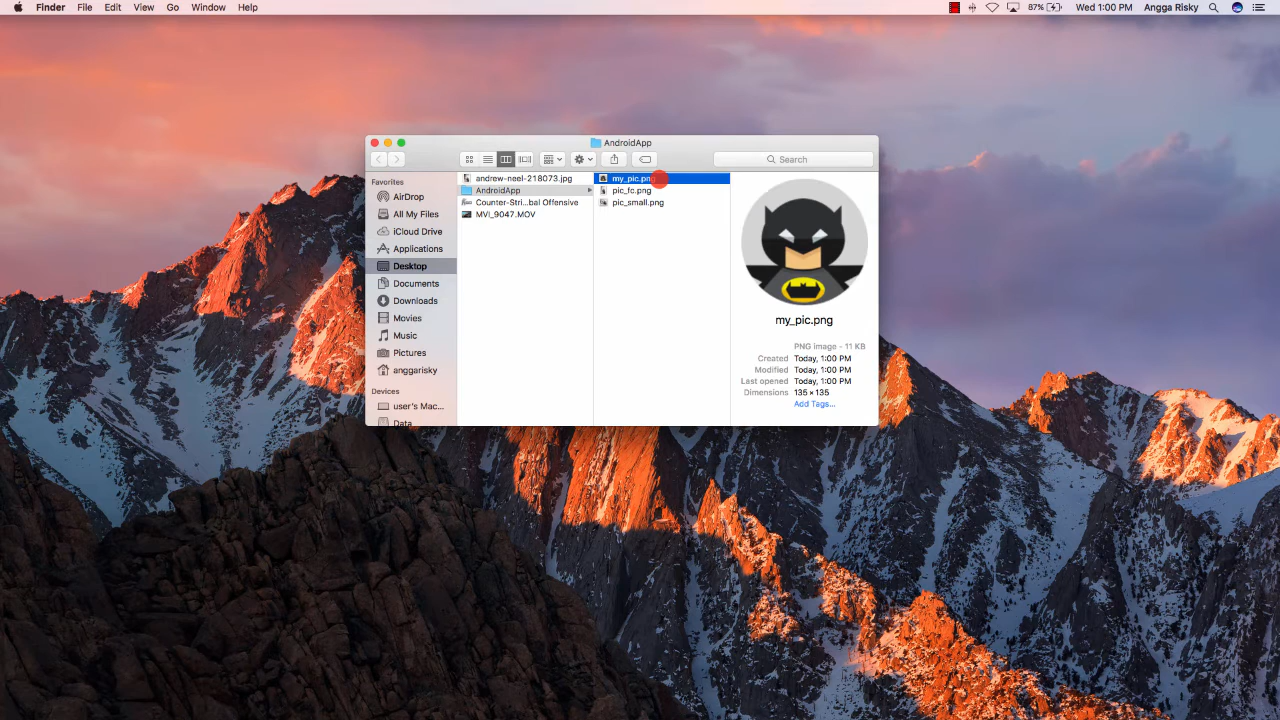 Finder File Edit View Go Window Help 87% Wed 1:00 PM Angga Risky
AndroidApp
Search
Favorites
AirDrop
All My Files
iCloud Drive
Applications
Desktop
Documents
Downloads
Movies
Music
Pictures
anggarisky
Devices
user's Mac...
Data
andrew-neel-218073.jpg
AndroidApp
Counter-Stri...bal Offensive
MVI_9047.MOV
my_pic.png
pic_fc.png
pic_small.png
my_pic.png
PNG image - 11 KB
Created Today, 1:00 PM
Modified Today, 1:00 PM
Last opened Today, 1:00 PM
Dimensions 135 × 135
Add Tags...